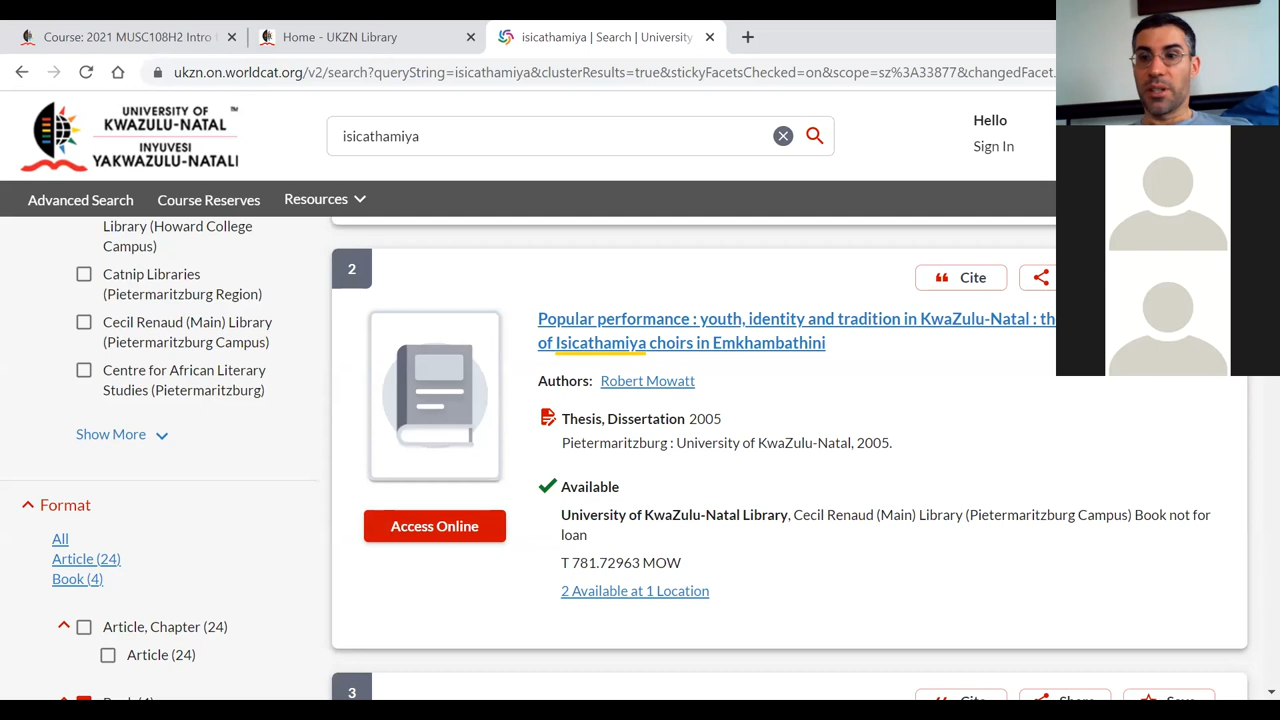 Course: 2021 MUSC108H2 Intro
Home - UKZN Library
isicathamiya | Search | University
ukzn.on.worldcat.org/v2/search?queryString=isicathamiya&clusterResults=true&stickyFacetsChecked=on&scope=sz%3A33877&changedFacet.
UNIVERSITY OF ™
KWAZULU-NATAL
INYUVESI
YAKWAZULU-NATALI
isicathamiya
Hello
Sign In
Advanced Search
Course Reserves
Resources
Library (Howard College
Campus)
Catnip Libraries
(Pietermaritzburg Region)
Cecil Renaud (Main) Library
(Pietermaritzburg Campus)
Centre for African Literary
Studies (Pietermaritzburg)
Show More
Format
All
Article (24)
Book (4)
Article, Chapter (24)
Article (24)
2
Cite
Popular performance : youth, identity and tradition in KwaZulu-Natal : th
of Isicathamiya choirs in Emkhambathini
Authors: Robert Mowatt
Thesis, Dissertation 2005
Pietermaritzburg : University of KwaZulu-Natal, 2005.
Available
University of KwaZulu-Natal Library, Cecil Renaud (Main) Library (Pietermaritzburg Campus) Book not for
loan
T 781.72963 MOW
2 Available at 1 Location
Access Online
3